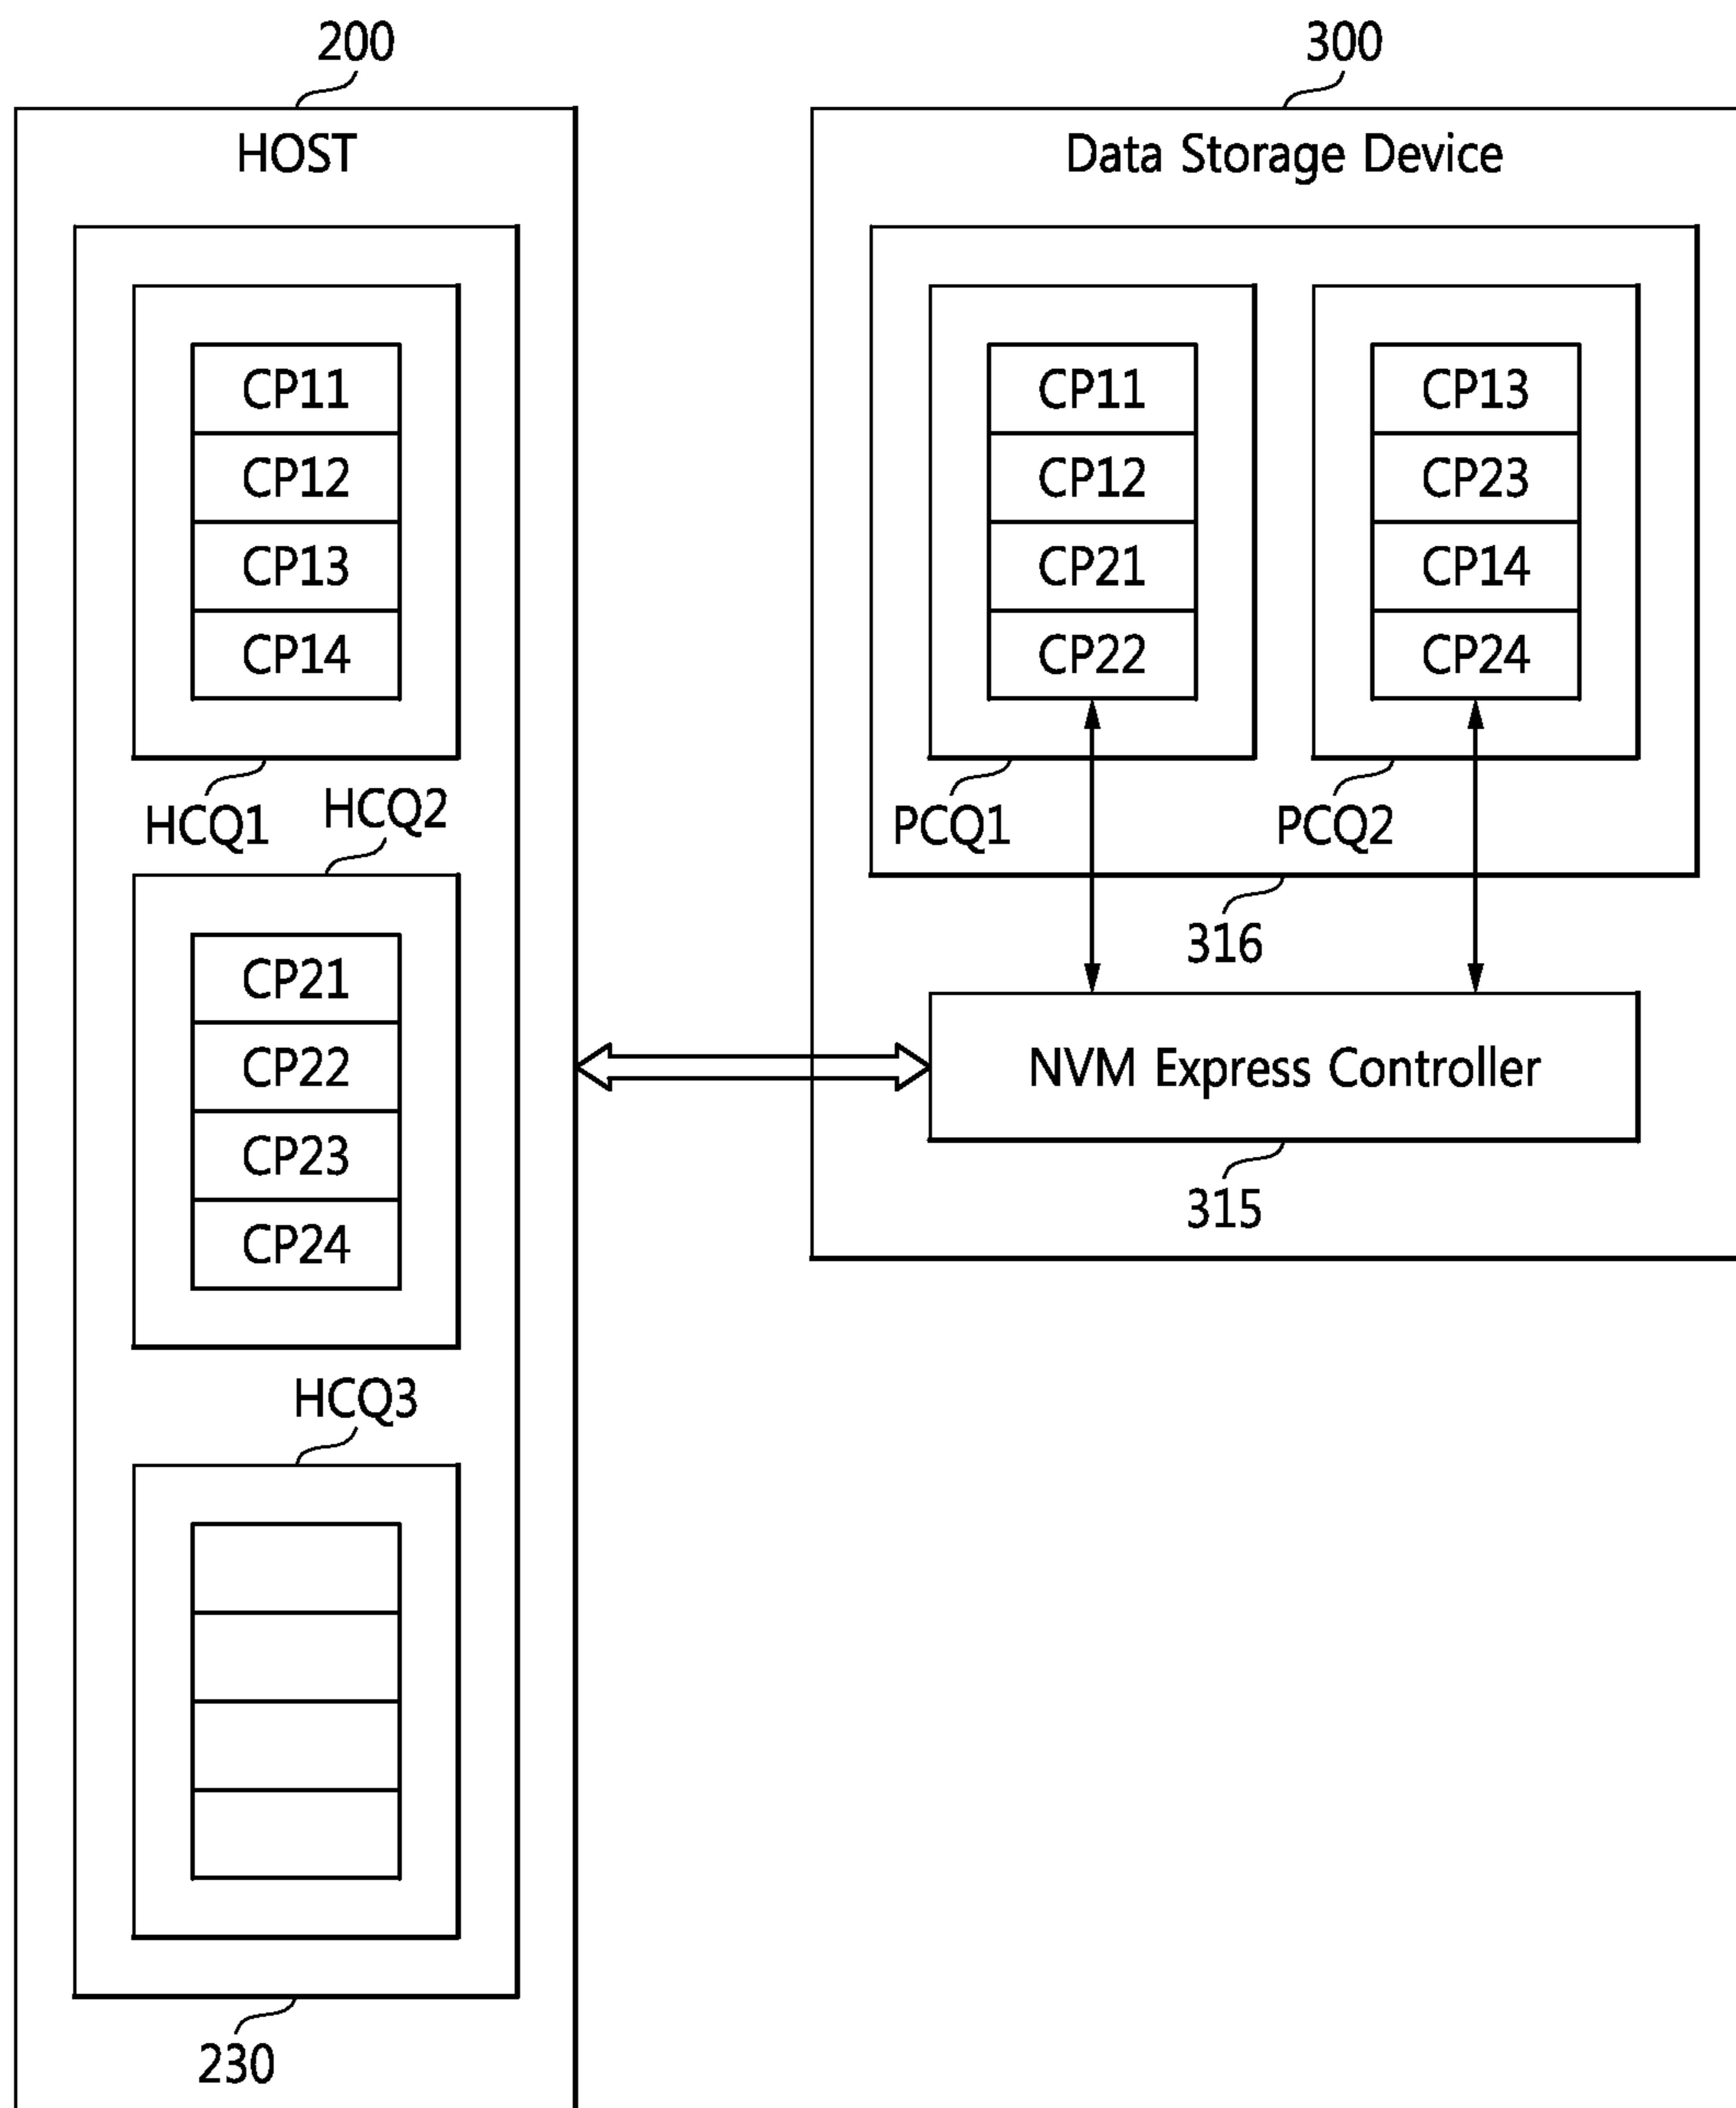 200
HOST
CP11
CP12
CP13
CP14
HCQ1
HCQ2
CP21
CP22
CP23
CP24
HCQ3
230
300
Data Storage Device
CP11
CP12
CP21
CP22
PCQ1
CP13
CP23
CP14
CP24
PCQ2
316
NVM Express Controller
315